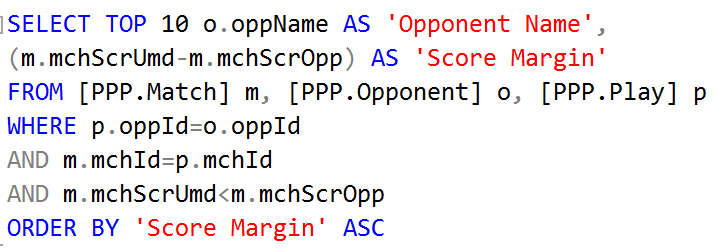 SELECT TOP 10 o.oppName AS 'Opponent Name',
(m.mchScrUmd-m.mchScrOpp) AS 'Score Margin'
FROM [PPP.Match] m, [PPP.Opponent] o, [PPP.Play] p
WHERE p.oppId=o.oppId
AND m.mchId=p.mchId
AND m.mchScrUmd<m.mchScrOpp
ORDER BY 'Score Margin' ASC